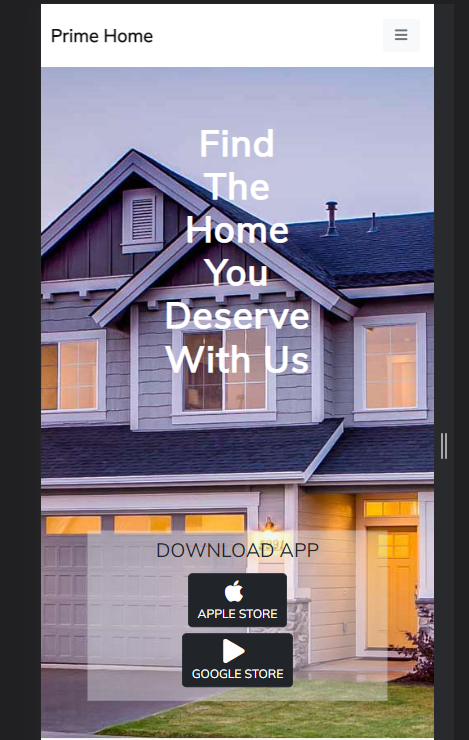 Prime Home
Find
The
Home
You
Deserve
With Us
DOWNLOAD APP
APPLE STORE
GOOGLE STORE